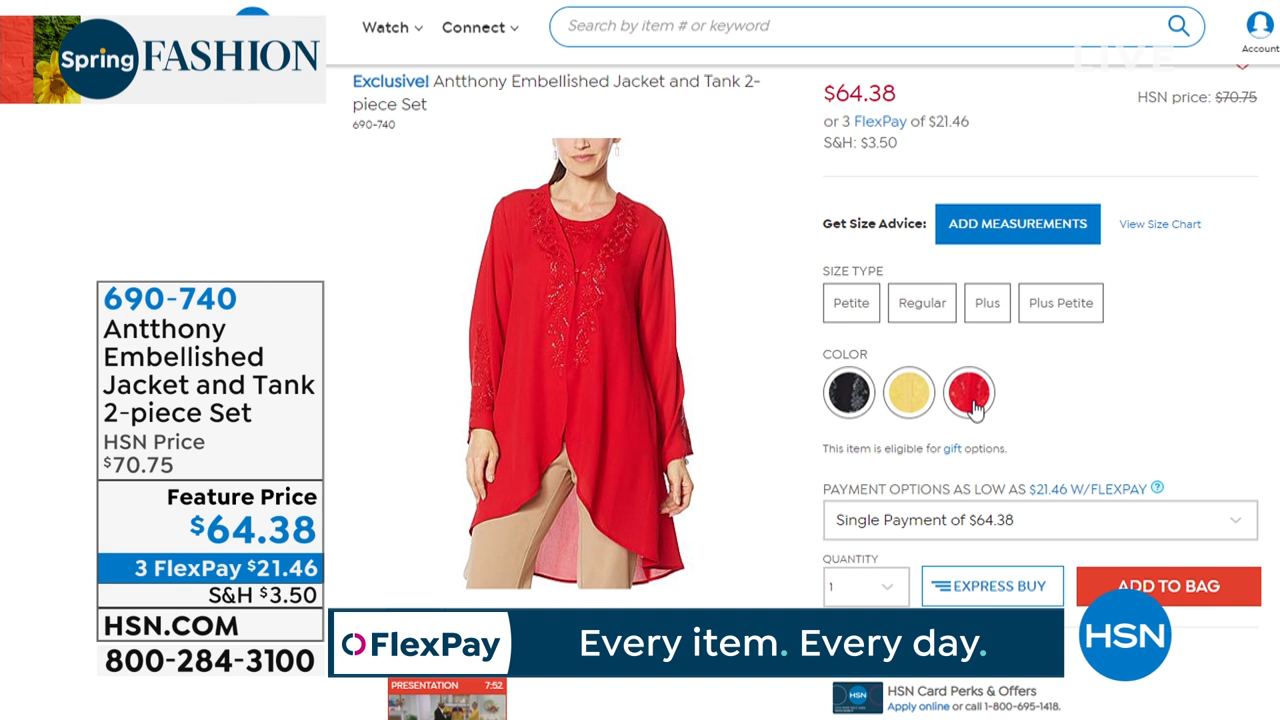 Spring FASHION
Watch
Connect
Search by item # or keyword
Account
LIVE
Exclusive! Antthony Embellished Jacket and Tank 2-
piece Set
690-740
$64.38
HSN price: $70.75
or 3 FlexPay of $21.46
S&H: $3.50
Get Size Advice:
ADD MEASUREMENTS
View Size Chart
SIZE TYPE
Petite
Regular
Plus
Plus Petite
COLOR
This item is eligible for gift options.
PAYMENT OPTIONS AS LOW AS $21.46 W/FLEXPAY ?
Single Payment of $64.38
QUANTITY
1
EXPRESS BUY
ADD TO BAG
690-740
Antthony
Embellished
Jacket and Tank
2-piece Set
HSN Price
$70.75
Feature Price
$64.38
3 FlexPay $21.46
S&H $3.50
HSN.COM
800-284-3100
FlexPay
Every item. Every day.
HSN
PRESENTATION 7:52
HSN
HSN Card Perks & Offers
Apply online or call 1-800-695-1418.